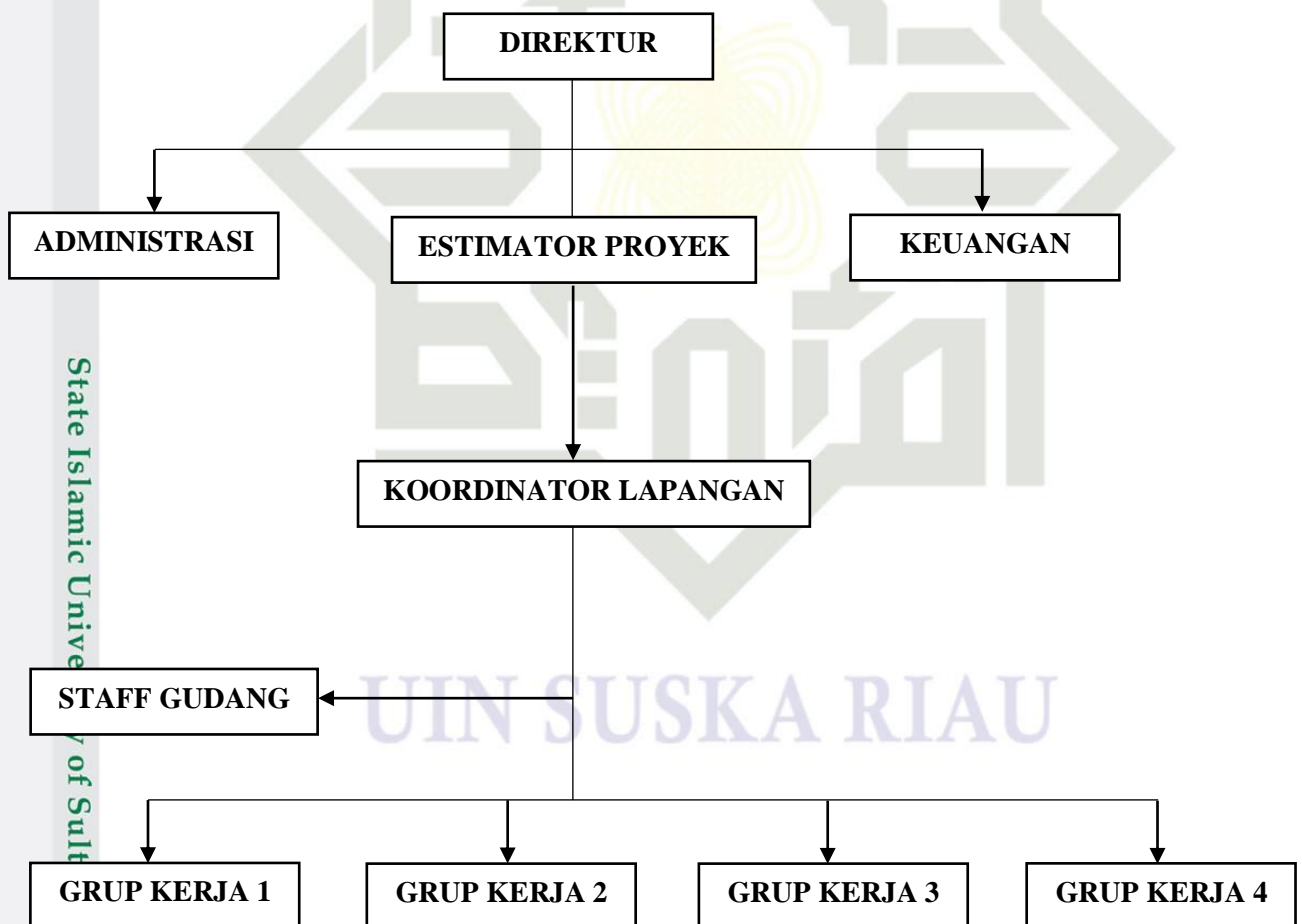 DIREKTUR
ADMINISTRASI
ESTIMATOR PROYEK
KEUANGAN
KOORDINATOR LAPANGAN
STAFF GUDANG
GRUP KERJA 1
GRUP KERJA 2
GRUP KERJA 3
GRUP KERJA 4
UIN SUSKA RIAU
State Islamic Unive
of Sult